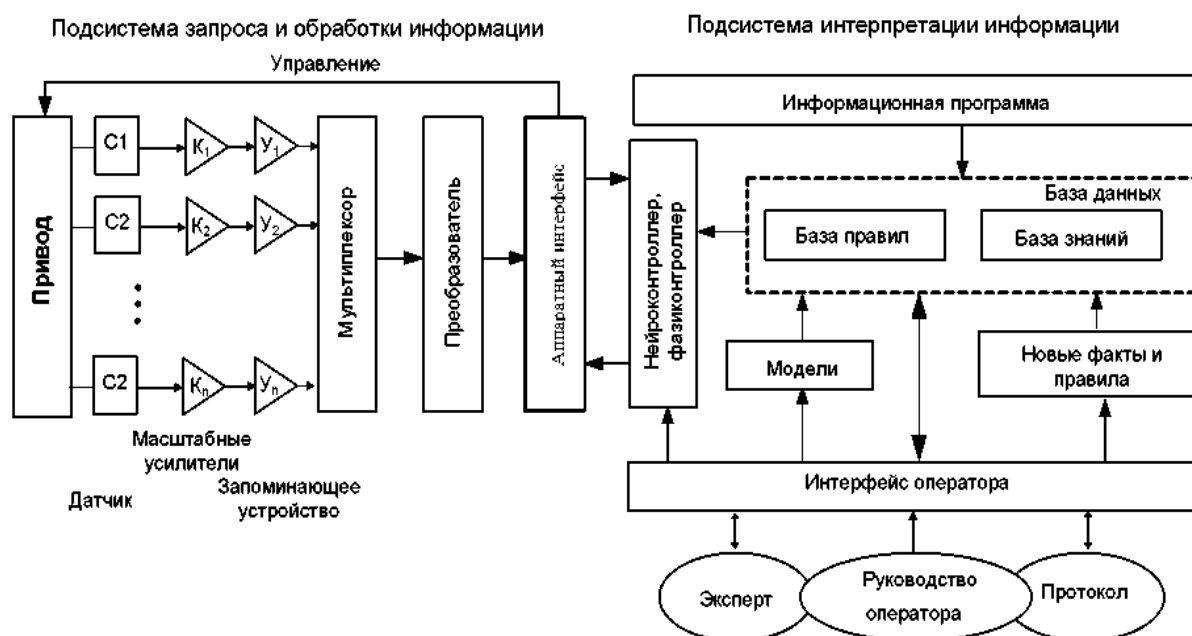 Подсистема запроса и обработки информации
Подсистема интерпретации информации
Управление
Информационная программа
Привод
С1
К1
У1
С2
К2
У2
С2
Кn
Уn
Мультиплексор
Преобразователь
Аппаратный интерфейс
Нейроконтроллер,
фазиконтроллер
База данных
База правил
База знаний
Модели
Новые факты и
правила
Масштабные
усилители
Датчик
Запоминающее
устройство
Интерфейс оператора
Эксперт
Руководство
оператора
Протокол